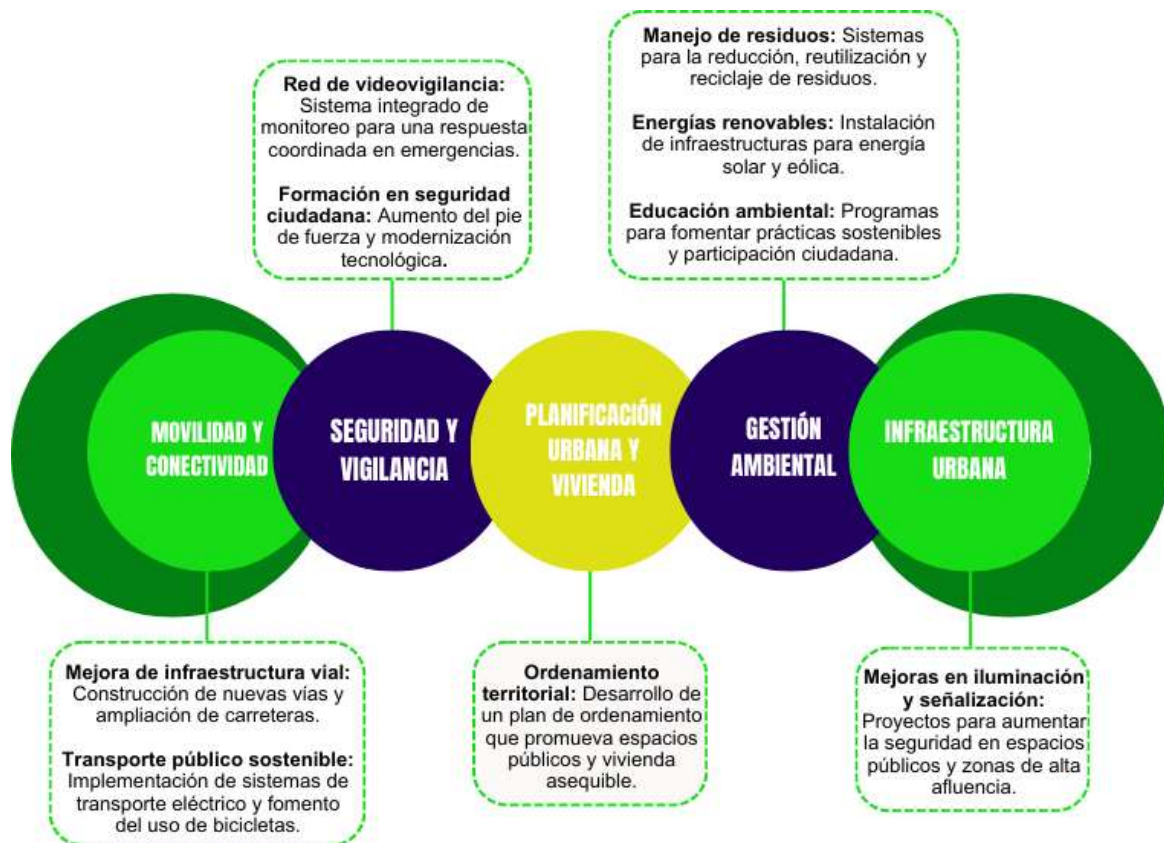 Manejo de residuos: Sistemas
para la reducción, reutilización y
reciclaje de residuos.
Energías renovables: Instalación
de infraestructuras para energía
solar y eólica.
Educación ambiental: Programas
para fomentar prácticas sostenibles
y participación ciudadana.
Red de videovigilancia:
Sistema integrado de
monitoreo para una respuesta
coordinada en emergencias.
Formación en seguridad
ciudadana: Aumento del pie
de fuerza y modernización
tecnológica.
MOVILIDAD Y
CONECTIVIDAD
SEGURIDAD Y
VIGILANCIA
PLANIFICACIÓN
URBANA Y
VIVIENDA
GESTIÓN
AMBIENTAL
INFRAESTRUCTURA
URBANA
Mejora de infraestructura vial:
Construcción de nuevas vías y
ampliación de carreteras.
Transporte público sostenible:
Implementación de sistemas de
transporte eléctrico y fomento
del uso de bicicletas.
Ordenamiento
territorial: Desarrollo de
un plan de ordenamiento
que promueva espacios
públicos y vivienda
asequible.
Mejoras en iluminación
y señalización:
Proyectos para aumentar
la seguridad en espacios
públicos y zonas de alta
afluencia.